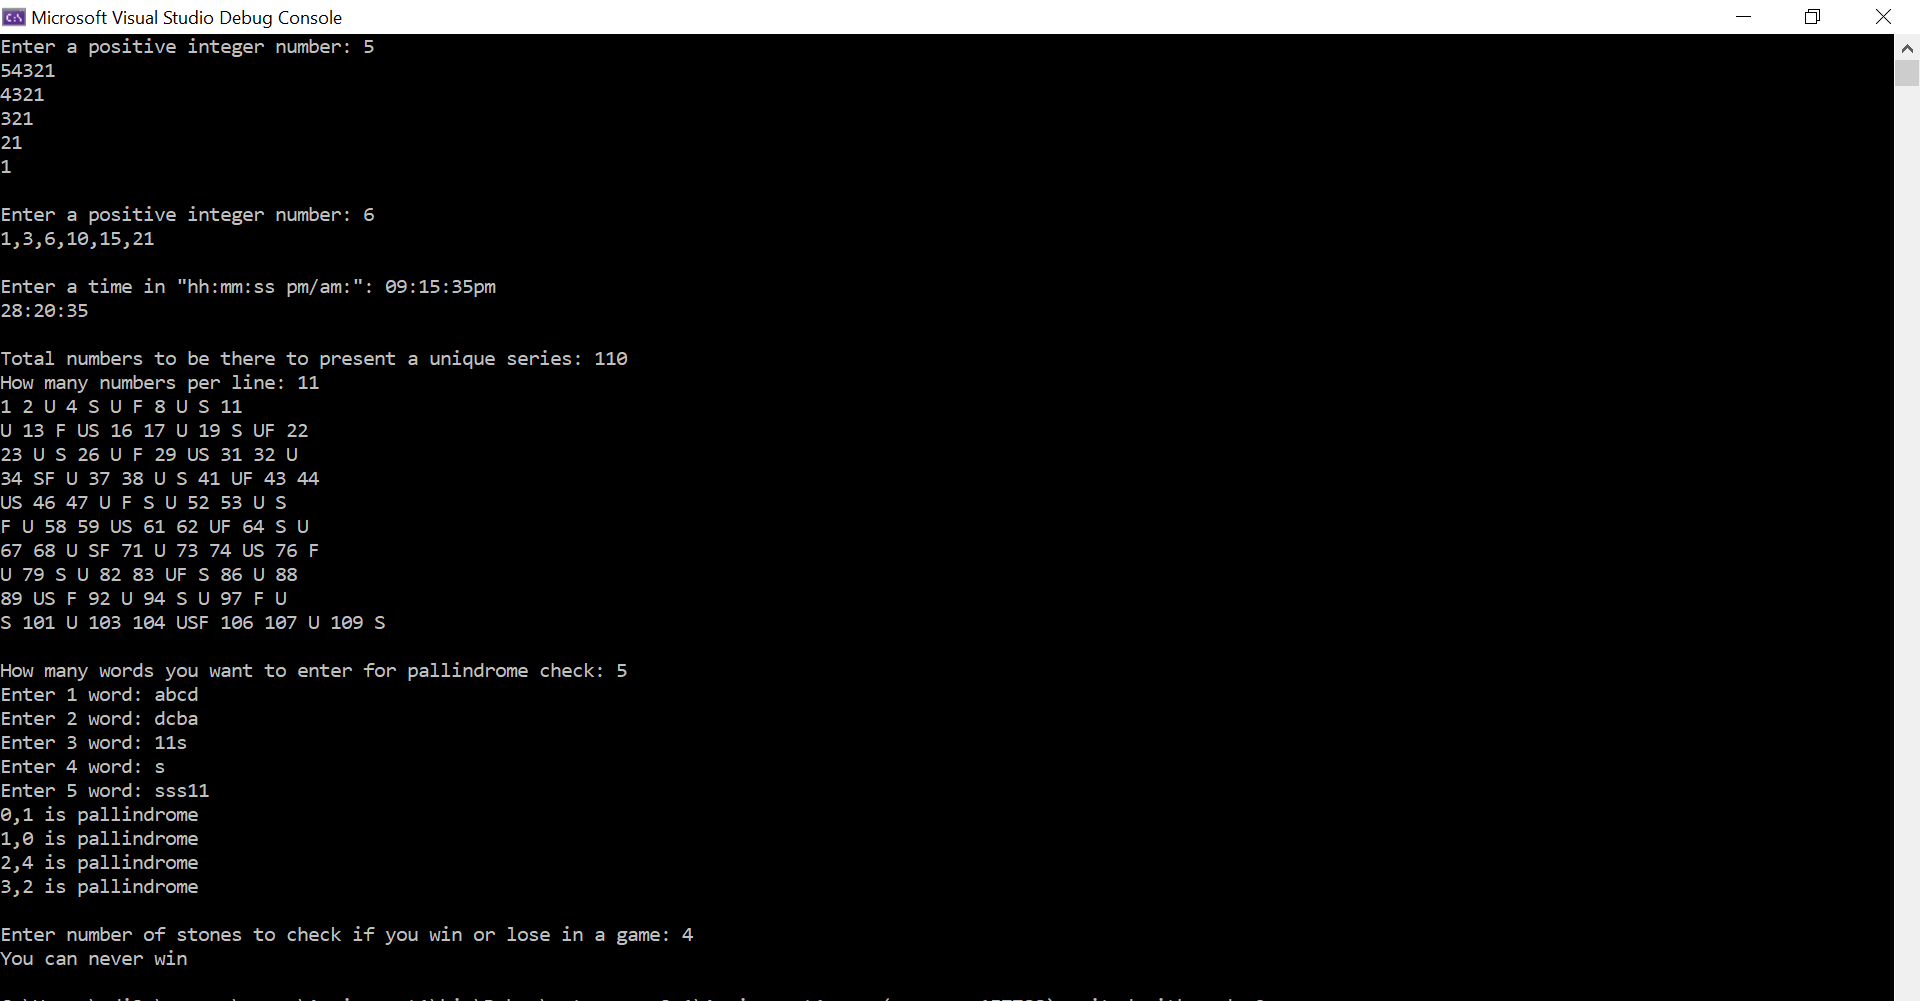 Microsoft Visual Studio Debug Console
Enter a positive integer number: 5
54321
4321
321
21
1
Enter a positive integer number: 6
1,3,6,10,15,21
Enter a time in "hh:mm:ss pm/am:": 09:15:35pm
28:20:35
Total numbers to be there to present a unique series: 110
How many numbers per line: 11
1 2 U 4 S U F 8 U S 11
U 13 F US 16 17 U 19 S UF 22
23 U S 26 U F 29 US 31 32 U
34 SF U 37 38 U S 41 UF 43 44
US 46 47 U F S U 52 53 U S
F U 58 59 US 61 62 UF 64 S U
67 68 U SF 71 U 73 74 US 76 F
U 79 S U 82 83 UF S 86 U 88
89 US F 92 U 94 S U 97 F U
S 101 U 103 104 USF 106 107 U 109 S
How many words you want to enter for pallindrome check: 5
Enter 1 word: abcd
Enter 2 word: dcba
Enter 3 word: 11s
Enter 4 word: s
Enter 5 word: sss11
0,1 is pallindrome
1,0 is pallindrome
2,4 is pallindrome
3,2 is pallindrome
Enter number of stones to check if you win or lose in a game: 4
You can never win